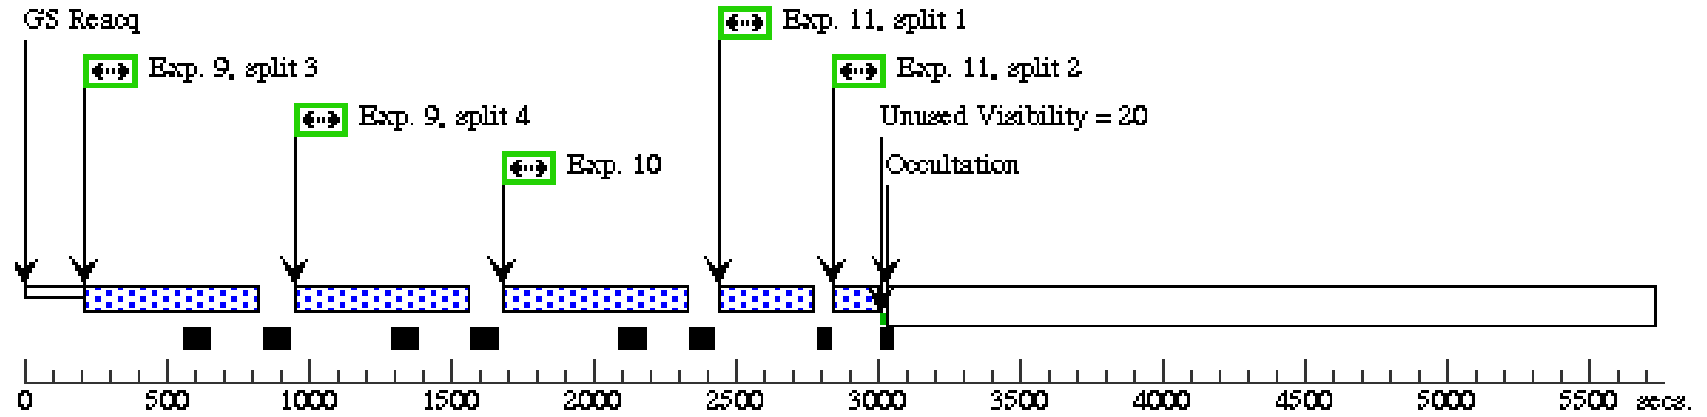 GS Reacq
Exp. 11, split 1
Exp. 9, split 3
Exp. 11, split 2
Exp. 9, split 4
Unused Visibility = 20
Exp. 10
Occultation
0 500 1000 1500 2000 2500 3000 3500 4000 4500 5000 5500 secs.